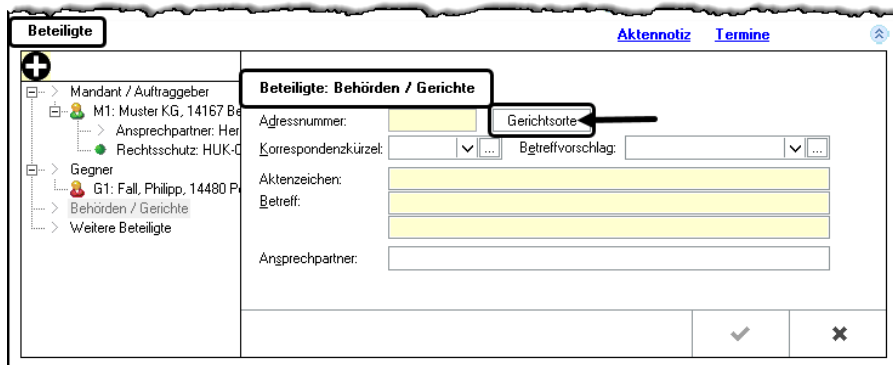 Beteiligte
Aktennotiz Termine
Mandant / Auftraggeber
M1: Muster KG, 14167 Be
Ansprechpartner: Her
Rechtsschutz: HUK-C
Gegner
G1: Fall, Philipp, 14480 P
Behörden / Gerichte
Weitere Beteiligte
Beteiligte: Behörden / Gerichte
Adressnummer: Gerichtsorte
Korrespondenzkürzel: ... Betreffvorschlag: ...
Aktenzeichen:
Betreff:
Ansprechpartner: